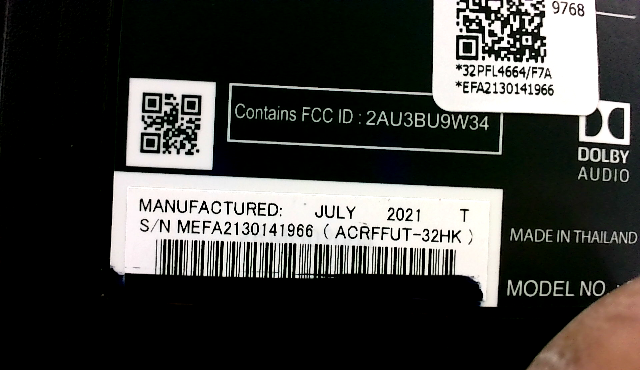 9768
*32PFL4664/F7A
*EFA2130141966
Contains FCC ID : 2AU3BU9W34
DOLBY
AUDIO
MANUFACTURED: JULY 2021 T
S/N MEFA2130141966 ( ACRFFUT-32HK )
MADE IN THAILAND
MODEL NO.